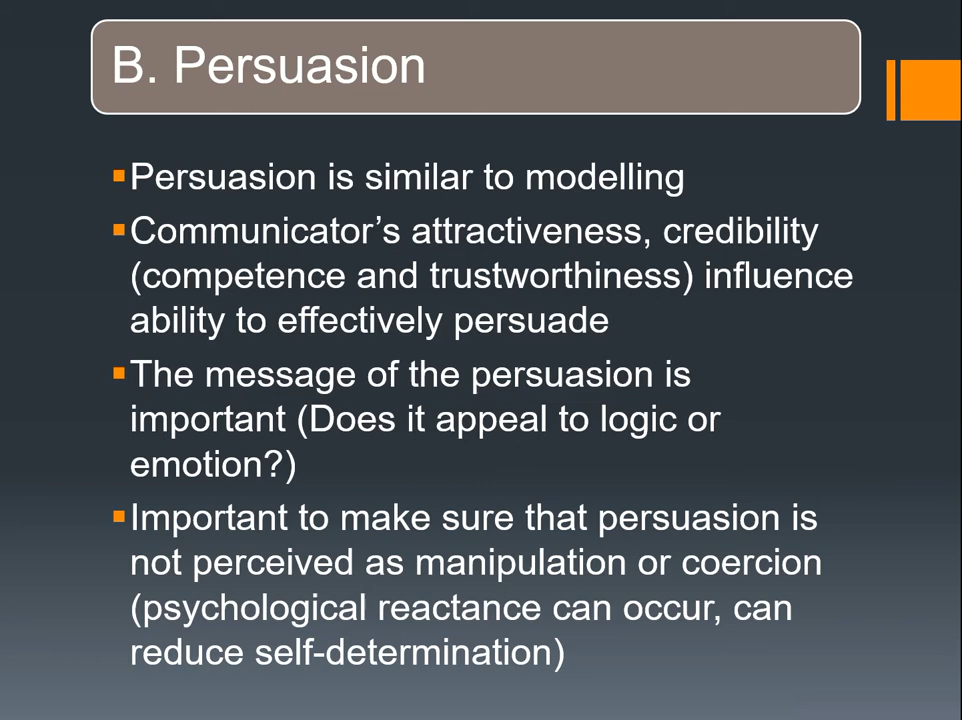 B. Persuasion
▪Persuasion is similar to modelling
▪Communicator’s attractiveness, credibility
(competence and trustworthiness) influence
ability to effectively persuade
▪The message of the persuasion is
important (Does it appeal to logic or
emotion?)
▪Important to make sure that persuasion is
not perceived as manipulation or coercion
(psychological reactance can occur, can
reduce self-determination)